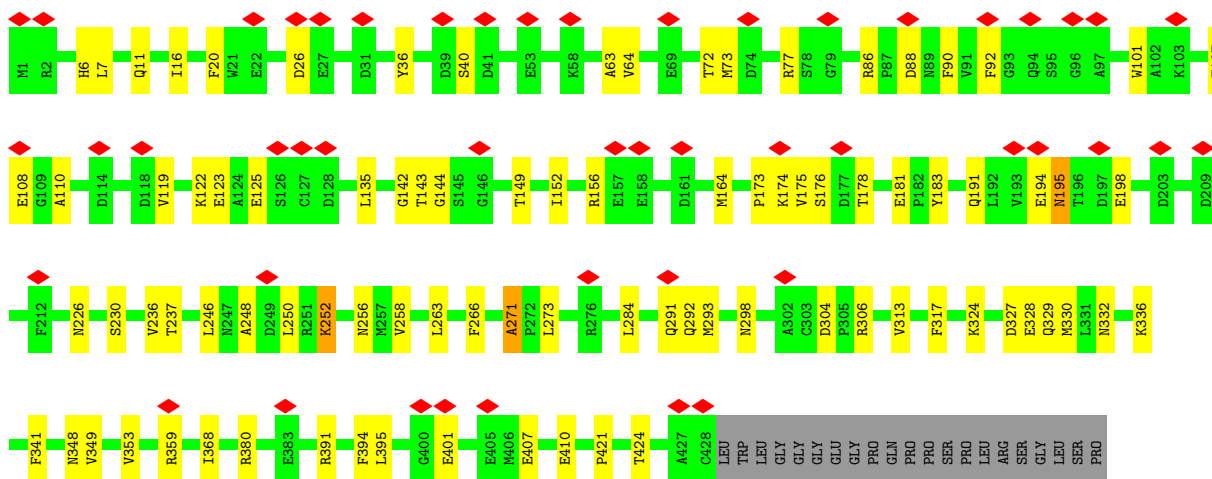 M1 R2 H6 L7 Q11 I16 F20 W21 E22 D26 E27 D31 Y36 D39 S40 D41 E53 K58 A63 V64 E69 T72 M73 D74 R77 S78 G79 R86 P87 D88 N89 F90 V91 F92 G93 Q94 S95 G96 A97 W101 A102 K103
E108 G109 A110 D114 D118 V119 K122 E123 A124 E125 S126 C127 D128 L135 G142 T143 G144 S145 G146 T149 I152 R156 E157 E158 D161 M164 P173 K174 V175 S176 D177 T178 E181 P182 Y183 Q191 L192 V193 E194 N195 T196 D197 E198 D203 D209
F212 N226 S230 V236 T237 L246 N247 A248 D249 L250 R251 K252 N256 M257 V258 L263 F266 A271 P272 L273 R276 L284 Q291 Q292 M293 N298 A302 C303 D304 P305 R306 V313 F317 K324 D327 E328 Q329 M330 L331 N332 K336
F341 N348 V349 V353 R359 I368 R380 E383 R391 F394 L395 G400 E401 E405 M406 E407 E410 P421 T424 A427 C428 LEU TRP LEU GLY GLY GLY GLU GLY PRO GLN PRO PRO SER PRO LEU ARG SER GLY LEU SER PRO